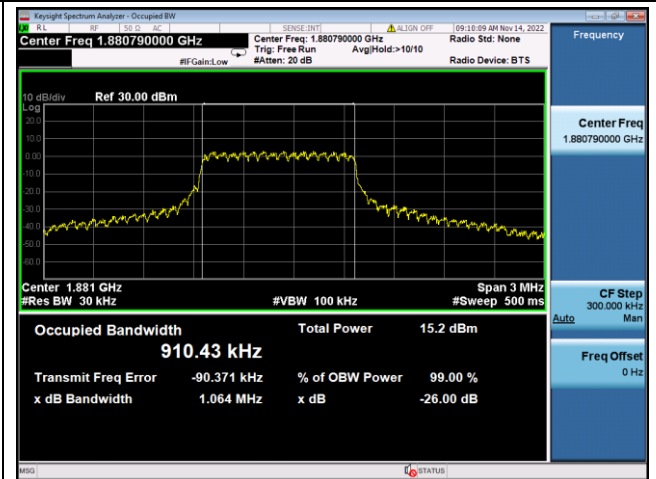 Keysight Spectrum Analyzer - Occupied BW
RL RF 50 Ω AC SENSE:INT ALIGN OFF 09:10:09 AM Nov 14, 2022
Center Freq 1.880790000 GHz Center Freq: 1.880790000 GHz Radio Std: None
Trig: Free Run Avg|Hold:>10/10
#IFGain:Low #Atten: 20 dB Radio Device: BTS
Frequency
10 dB/div Ref 30.00 dBm
Log
20.0
10.0
0.00
-10.0
-20.0
-30.0
-40.0
-50.0
-60.0
Center Freq
1.880790000 GHz
Center 1.881 GHz Span 3 MHz
#Res BW 30 kHz #VBW 100 kHz #Sweep 500 ms
CF Step
300.000 kHz
Auto Man
Occupied Bandwidth Total Power 15.2 dBm
910.43 kHz
Transmit Freq Error -90.371 kHz % of OBW Power 99.00 %
x dB Bandwidth 1.064 MHz x dB -26.00 dB
Freq Offset
0 Hz
MSG STATUS